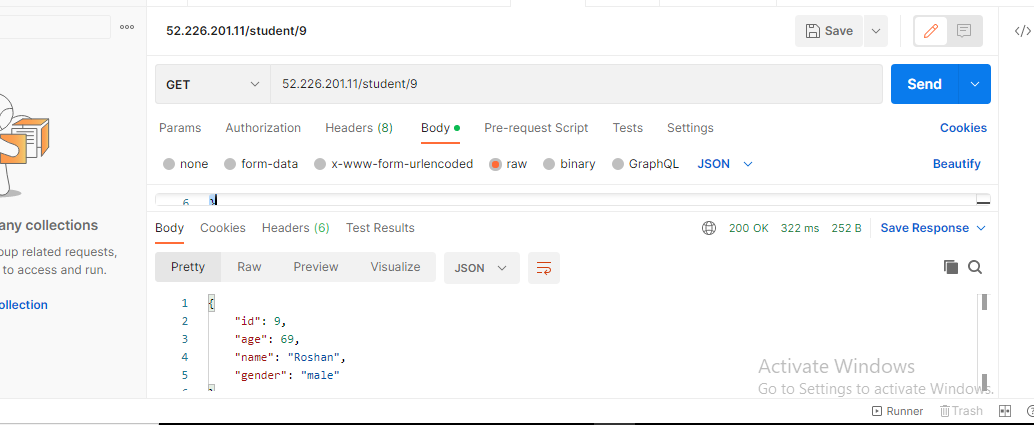 52.226.201.11/student/9
Save
GET
52.226.201.11/student/9
Send
Params Authorization Headers (8) Body Pre-request Script Tests Settings Cookies
none form-data x-www-form-urlencoded raw binary GraphQL JSON Beautify
6 }
any collections
oup related requests,
to access and run.
ollection
Body Cookies Headers (6) Test Results 200 OK 322 ms 252 B Save Response
Pretty Raw Preview Visualize JSON
1 {
2 "id": 9,
3 "age": 69,
4 "name": "Roshan",
5 "gender": "male"
6 }
Activate Windows
Go to Settings to activate Windows.
Runner Trash